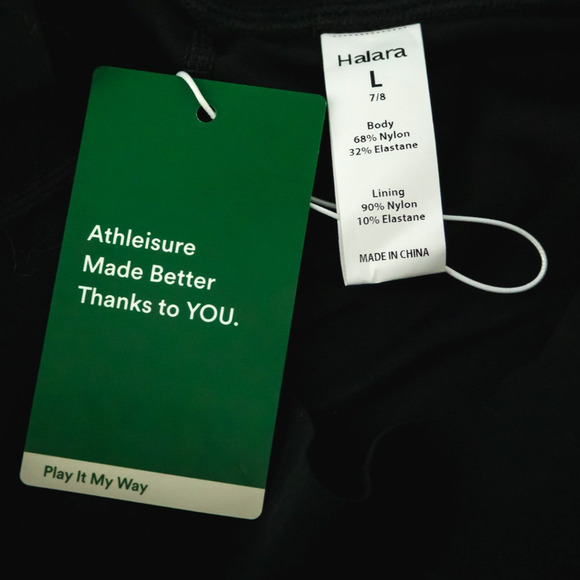 Halara
L
7/8
Body
68% Nylon
32% Elastane
Lining
90% Nylon
10% Elastane
MADE IN CHINA
Athleisure
Made Better
Thanks to YOU.
Play It My Way